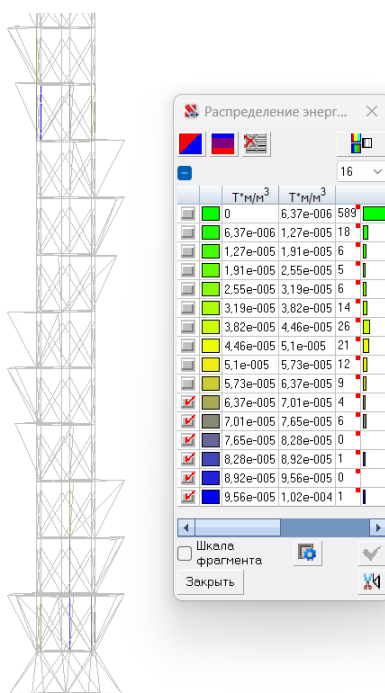 Распределение энерг...
16
Т*м/м3 Т*м/м3
0 6,37e-006 589
6,37e-006 1,27e-005 18
1,27e-005 1,91e-005 6
1,91e-005 2,55e-005 5
2,55e-005 3,19e-005 6
3,19e-005 3,82e-005 14
3,82e-005 4,46e-005 26
4,46e-005 5,1e-005 21
5,1e-005 5,73e-005 12
5,73e-005 6,37e-005 9
6,37e-005 7,01e-005 4
7,01e-005 7,65e-005 6
7,65e-005 8,28e-005 0
8,28e-005 8,92e-005 1
8,92e-005 9,56e-005 0
9,56e-005 1,02e-004 1
Шкала
фрагмента
Закрыть